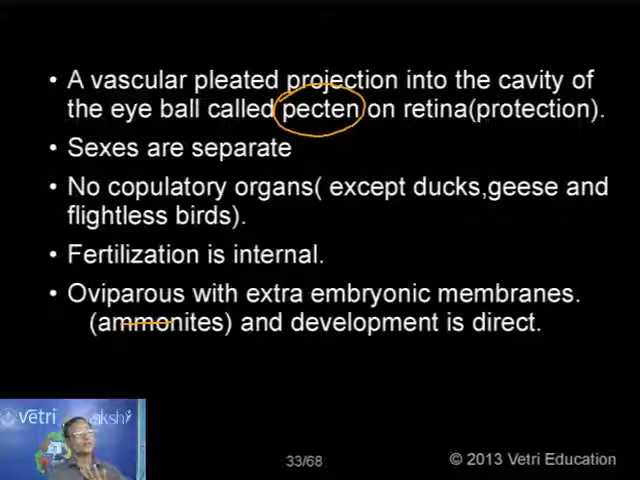 • A vascular pleated projection into the cavity of
the eye ball called pecten on retina(protection).
• Sexes are separate
• No copulatory organs( except ducks,geese and
flightless birds).
• Fertilization is internal.
• Oviparous with extra embryonic membranes.
(ammonites) and development is direct.
vetri
33/68
© 2013 Vetri Education